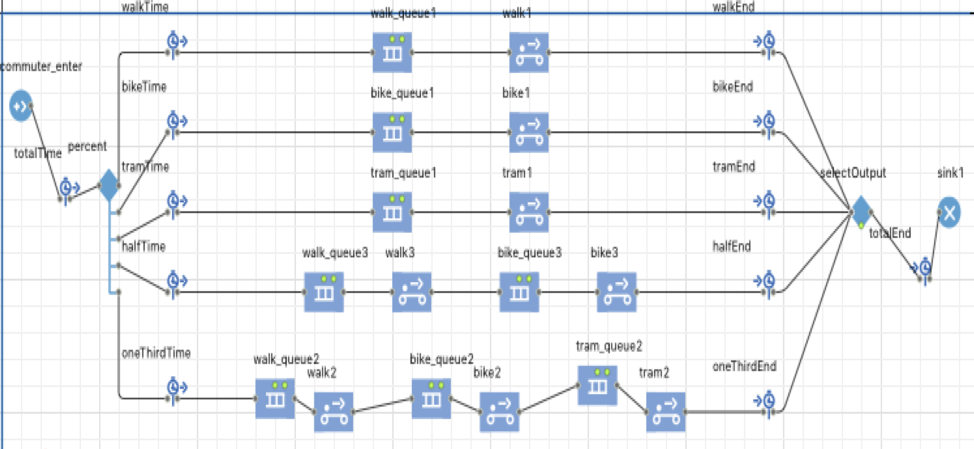 walkTime
walk_queue1
walk1
walkEnd
commuter_enter
bikeTime
bike_queue1
bike1
bikeEnd
totalTime
percent
tramTime
tram_queue1
tram1
tramEnd
selectOutput
sink1
totalEnd
halfTime
walk_queue3
walk3
bike_queue3
bike3
halfEnd
oneThirdTime
walk_queue2
walk2
bike_queue2
bike2
tram_queue2
tram2
oneThirdEnd